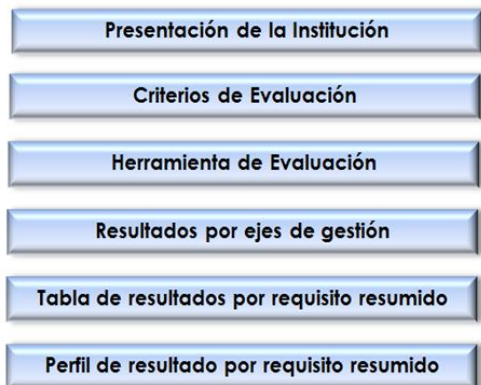 Presentación de la Institución
Criterios de Evaluación
Herramienta de Evaluación
Resultados por ejes de gestión
Tabla de resultados por requisito resumido
Perfil de resultado por requisito resumido